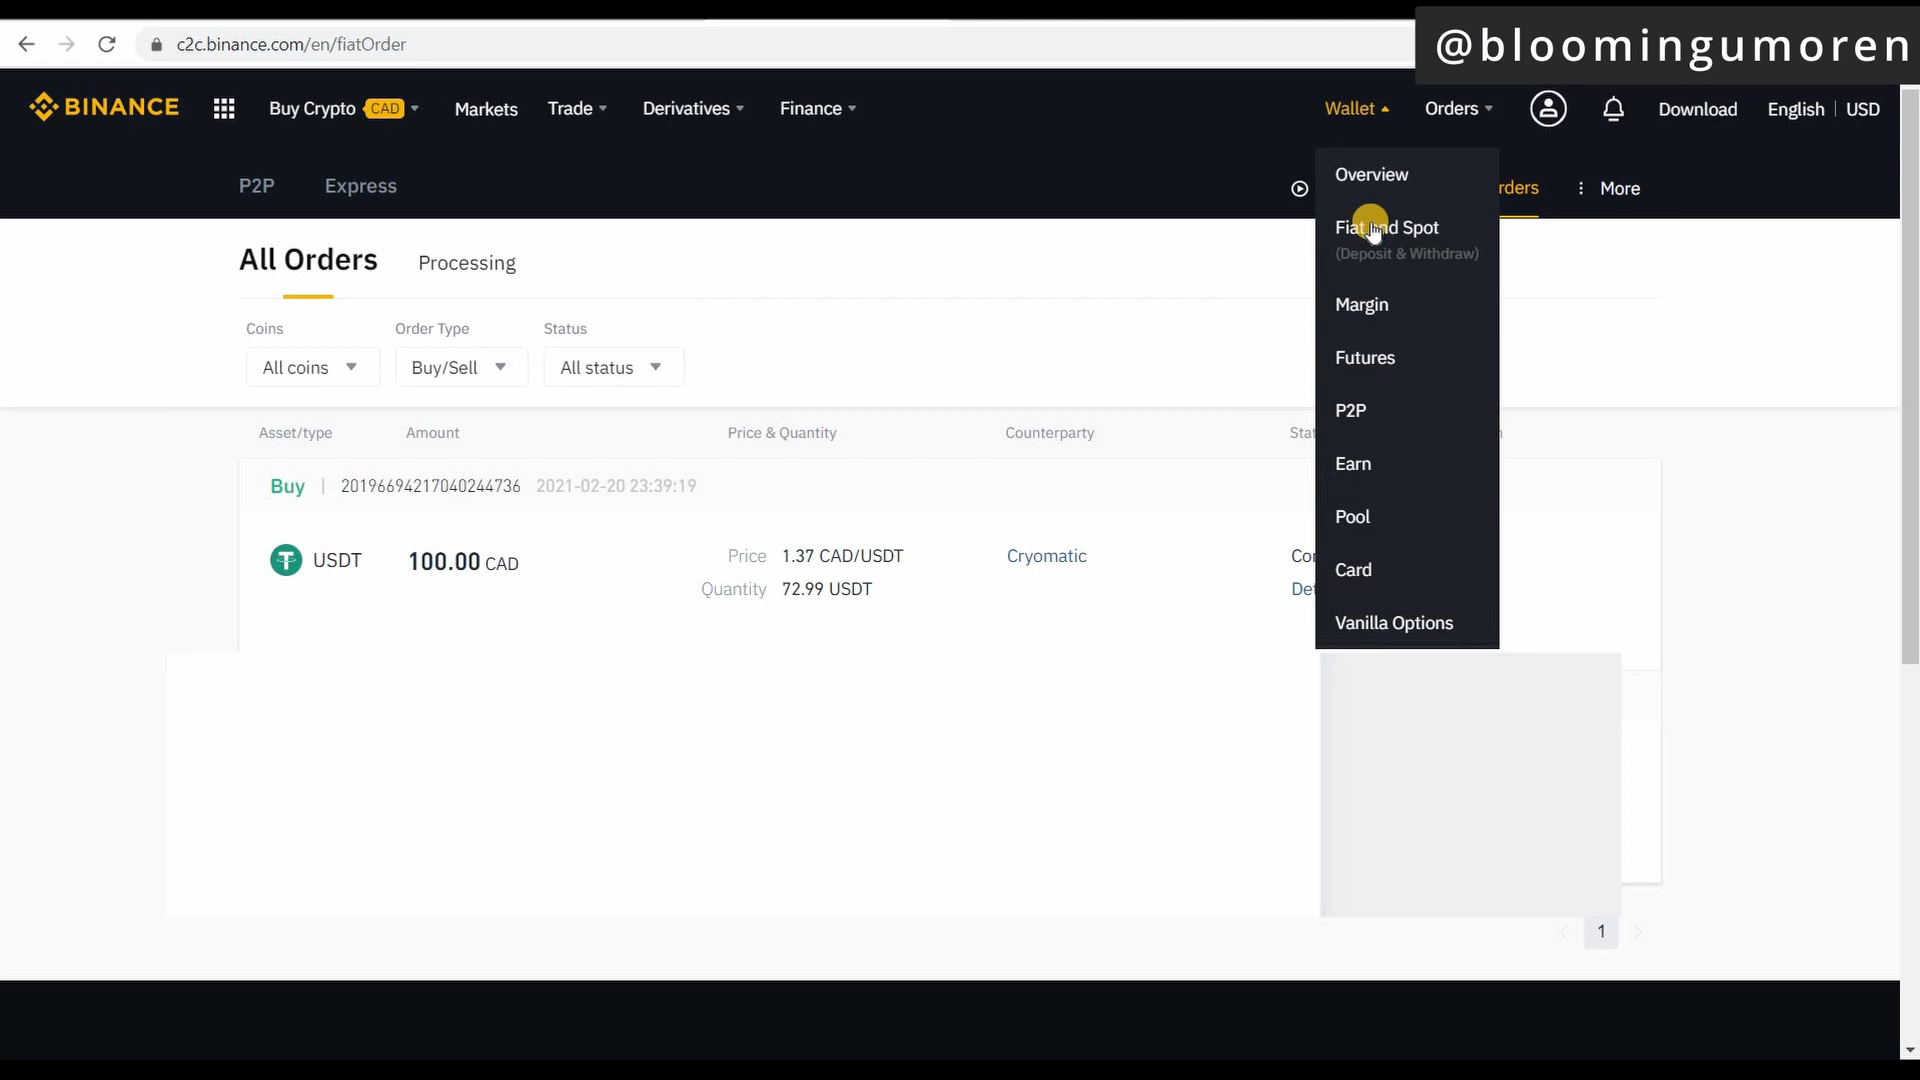 c2c.binance.com/en/fiatOrder
@bloomingumoren
BINANCE
Buy Crypto CAD
Markets
Trade
Derivatives
Finance
Wallet
Orders
Download
English | USD
P2P
Express
rders
More
Overview
Fiat and Spot
(Deposit & Withdraw)
Margin
Futures
P2P
Earn
Pool
Card
Vanilla Options
All Orders
Processing
Coins
Order Type
Status
All coins
Buy/Sell
All status
Asset/type
Amount
Price & Quantity
Counterparty
Stat
Buy | 20196694217040244736 2021-02-20 23:39:19
USDT
100.00 CAD
Price 1.37 CAD/USDT
Quantity 72.99 USDT
Cryomatic
Cor
Det
1